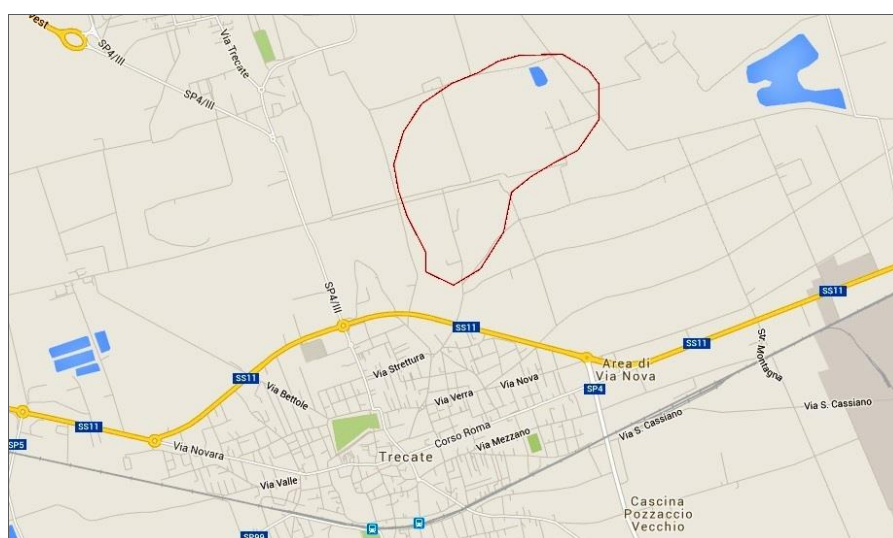 vest
SP4/III
Via Trecate
SP4/III
SP4/III
SS11
SS11
SS11
SS11
SS11
Via Strettura
Via Bettole
Via Verra
Via Nova
Area di
Via Nova
SP4
Str. Montagna
Via S. Cassiano
Via S. Cassiano
Corso Roma
Via Mezzano
Via Novara
SP5
Trecate
Via Valle
Cascina
Pozzaccio
Vecchio
SP99